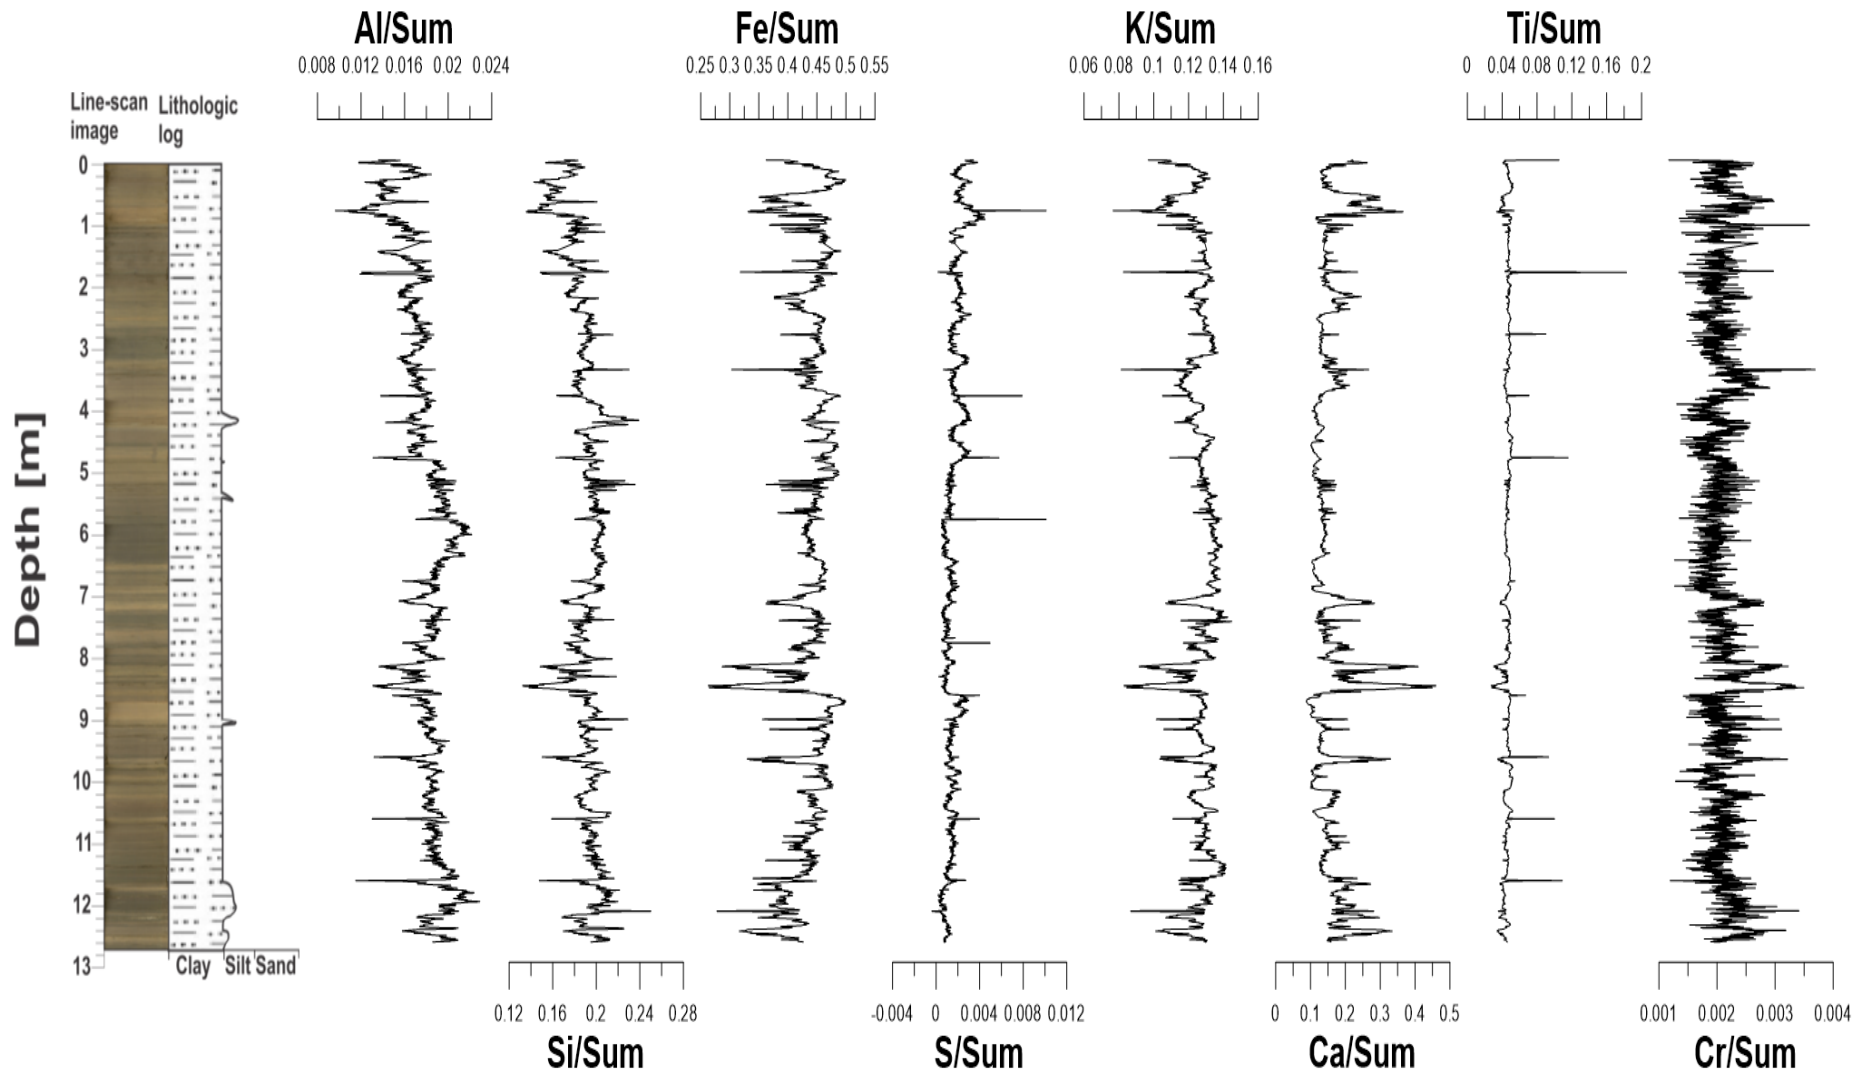 Al/Sum
Fe/Sum
K/Sum
Ti/Sum
0.008 0.012 0.016 0.02 0.024
0.25 0.3 0.35 0.4 0.45 0.5 0.55
0.06 0.08 0.1 0.12 0.14 0.16
0 0.04 0.08 0.12 0.16 0.2
Line-scan image
Lithologic log
Depth [m]
0
1
2
3
4
5
6
7
8
9
10
11
12
13
Clay Silt Sand
0.12 0.16 0.2 0.24 0.28
-0.004 0 0.004 0.008 0.012
0 0.1 0.2 0.3 0.4 0.5
0.001 0.002 0.003 0.004
Si/Sum
S/Sum
Ca/Sum
Cr/Sum